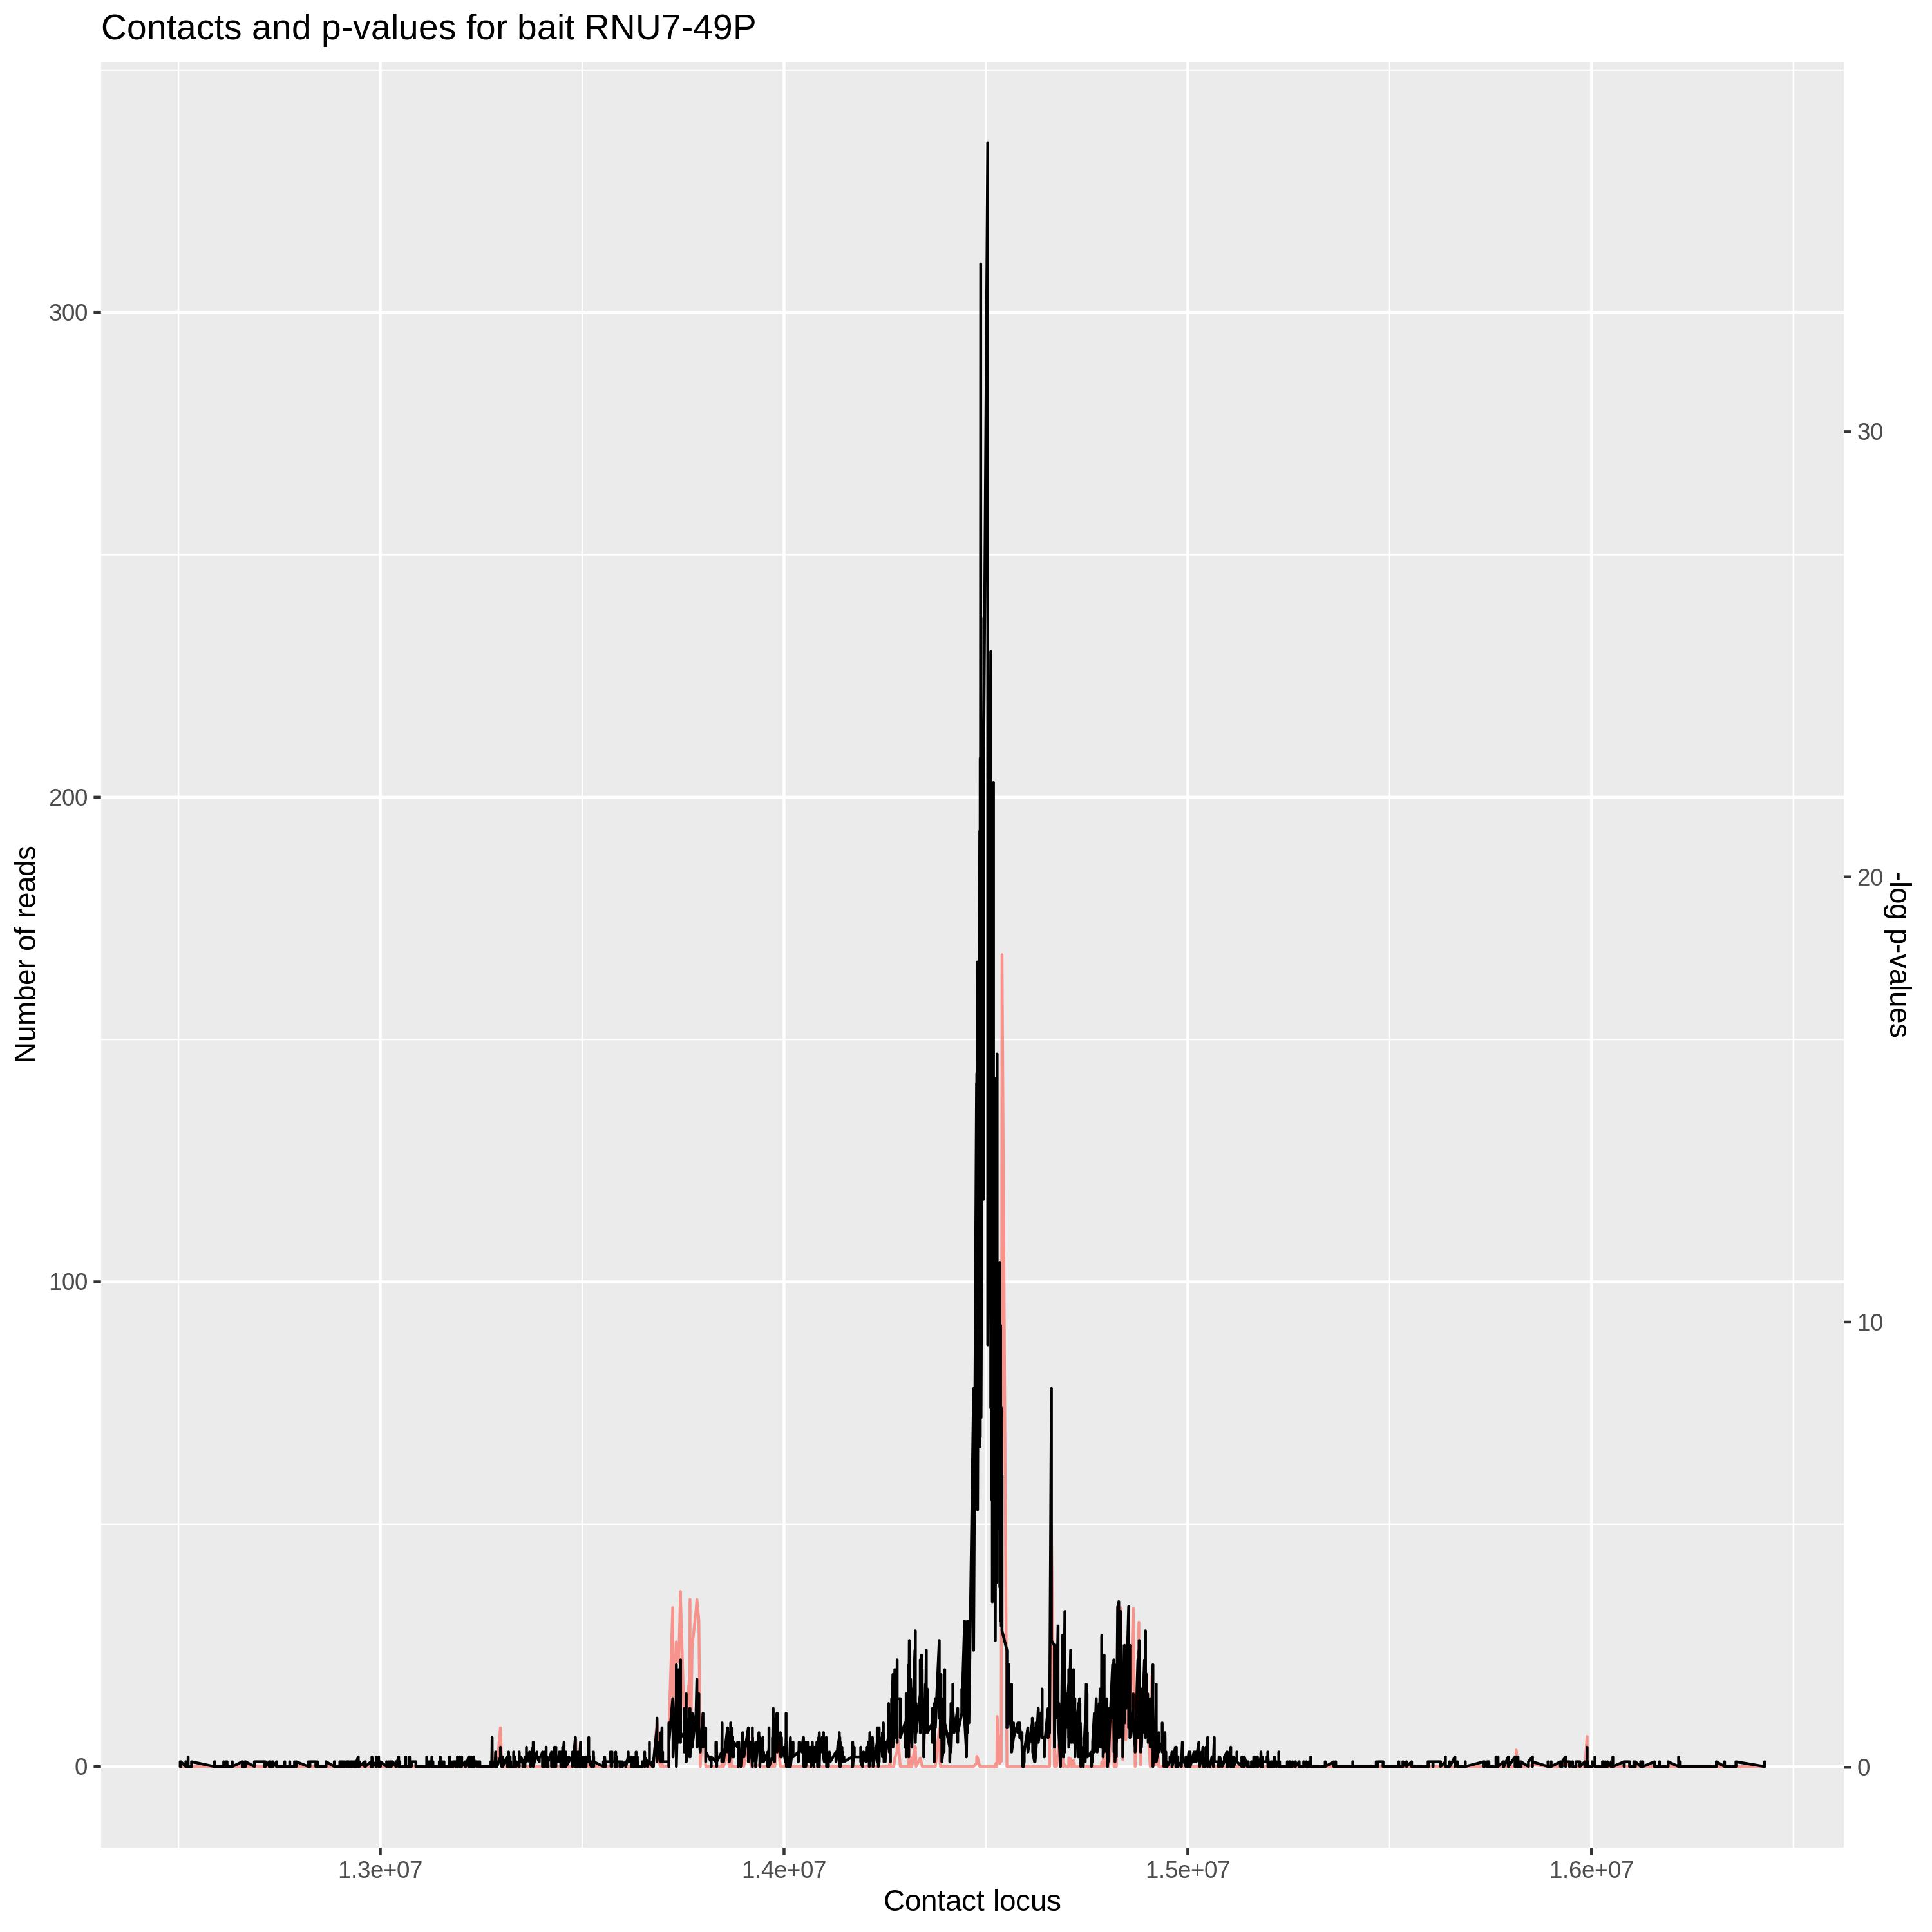 Contacts and p-values for bait RNU7-49P
300
200
100
0
Number of reads
30
20
10
0
-log p-values
1.3e+07
1.4e+07
1.5e+07
1.6e+07
Contact locus